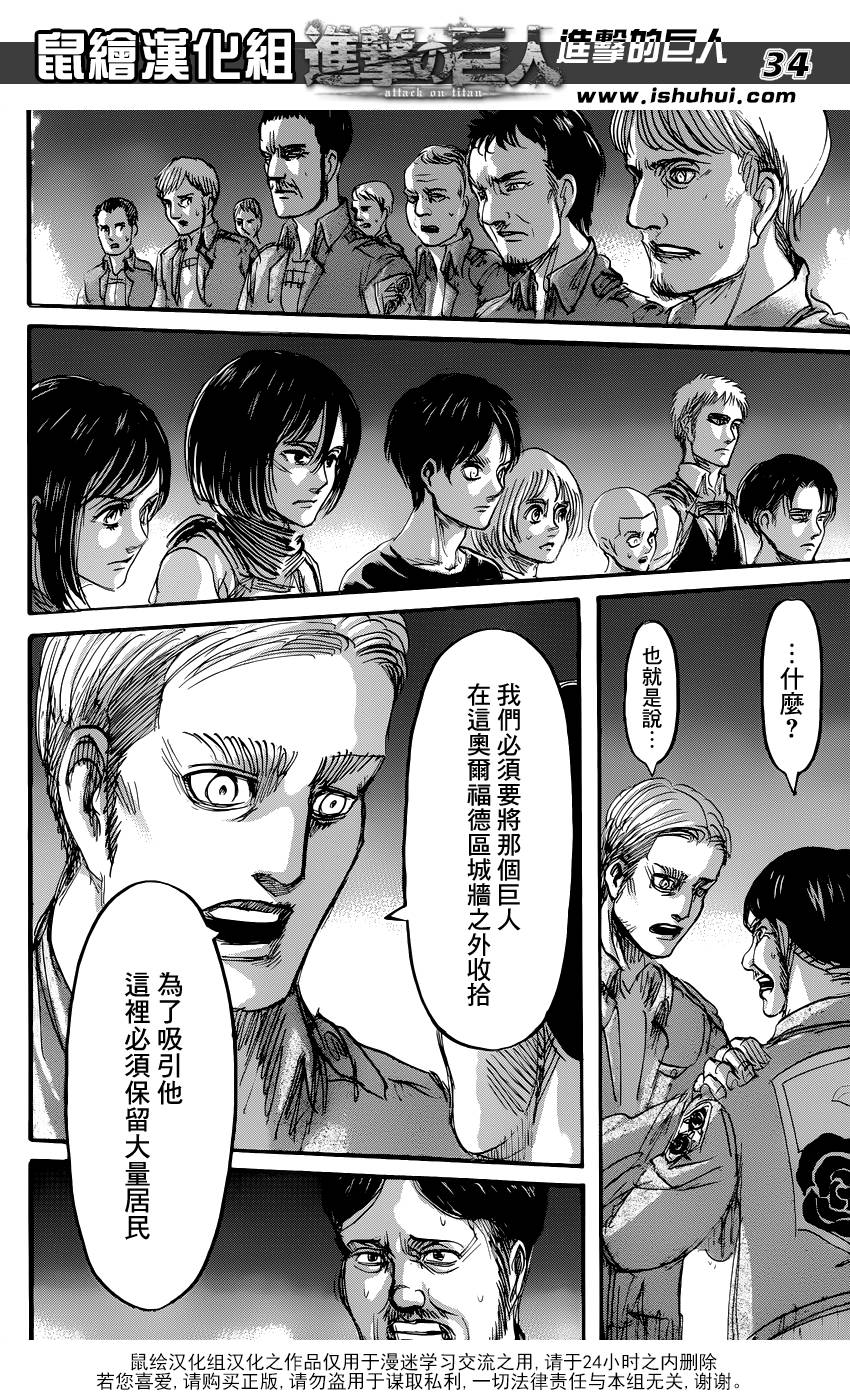 鼠繪漢化組
進撃の巨人
attack on titan
進擊的巨人
34
www.ishuhui.com
…什麼?
也就是說…
我們必須要將那個巨人
在這奧爾福德區城牆之外收拾
為了吸引他
這裡必須保留大量居民
鼠绘汉化组汉化之作品仅用于漫迷学习交流之用, 请于24小时之内删除
若您喜爱, 请购买正版, 请勿盗用于谋取私利, 一切法律责任与本组无关, 谢谢。